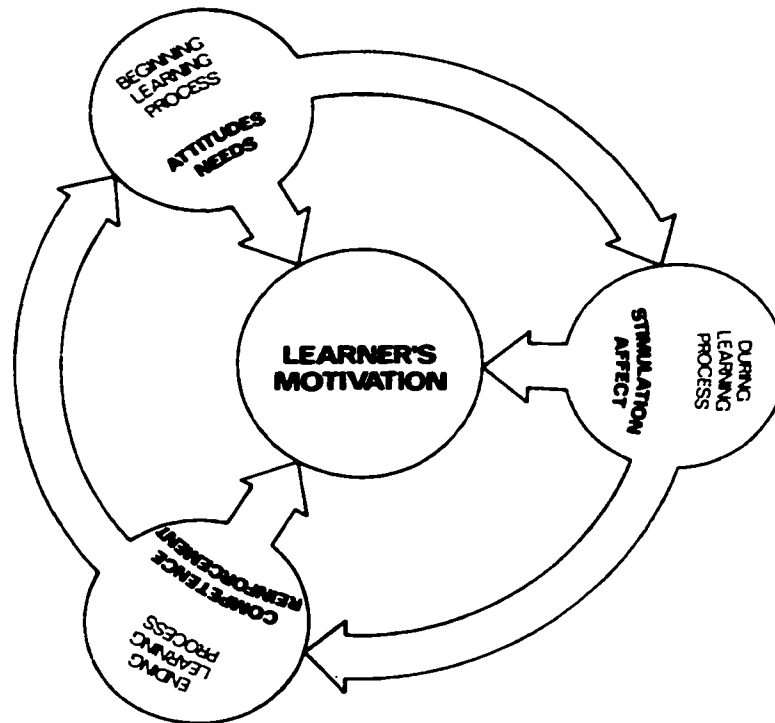 BEGINNING
LEARNING
PROCESS
ATTITUDES
NEEDS
DURING
LEARNING
PROCESS
STIMULATION
AFFECT
LEARNER'S
MOTIVATION
COMPETENCE
REINFORCEMENT
ENDING
LEARNING
PROCESS